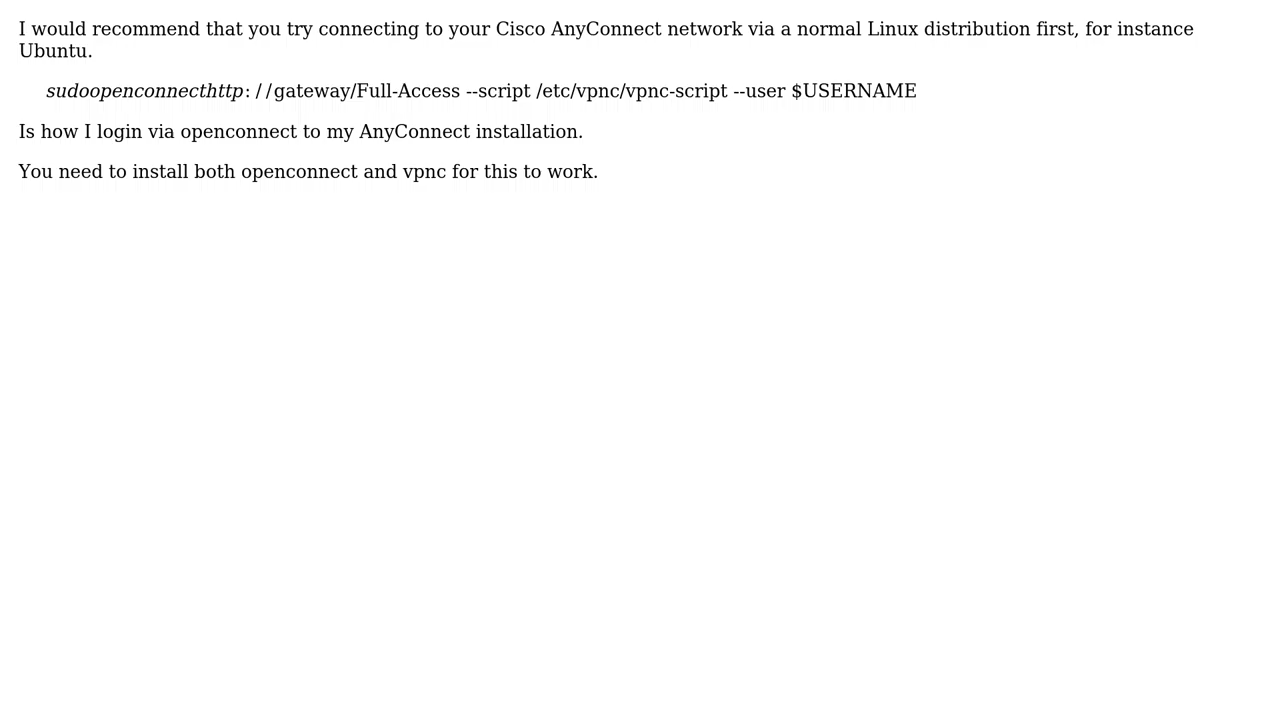 I would recommend that you try connecting to your Cisco AnyConnect network via a normal Linux distribution first, for instance
Ubuntu.
sudoopenconnecthttp://gateway/Full-Access --script /etc/vpnc/vpnc-script --user $USERNAME
Is how I login via openconnect to my AnyConnect installation.
You need to install both openconnect and vpnc for this to work.